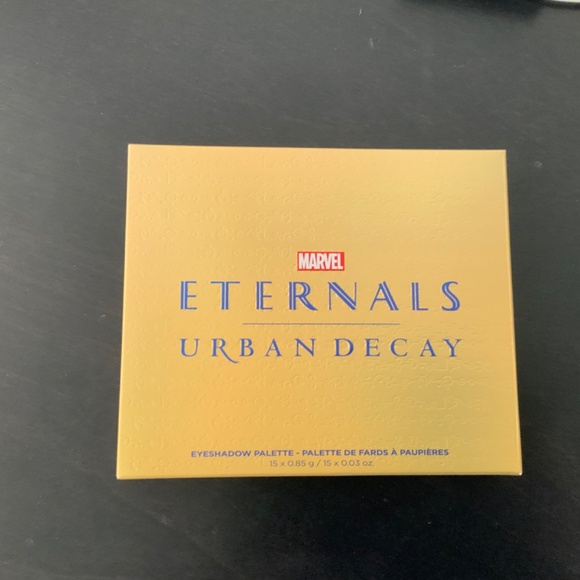 MARVEL
ETERNALS
URBAN DECAY
EYESHADOW PALETTE - PALETTE DE FARDS À PAUPIÈRES
15 x 0.85 g / 15 x 0.03 oz